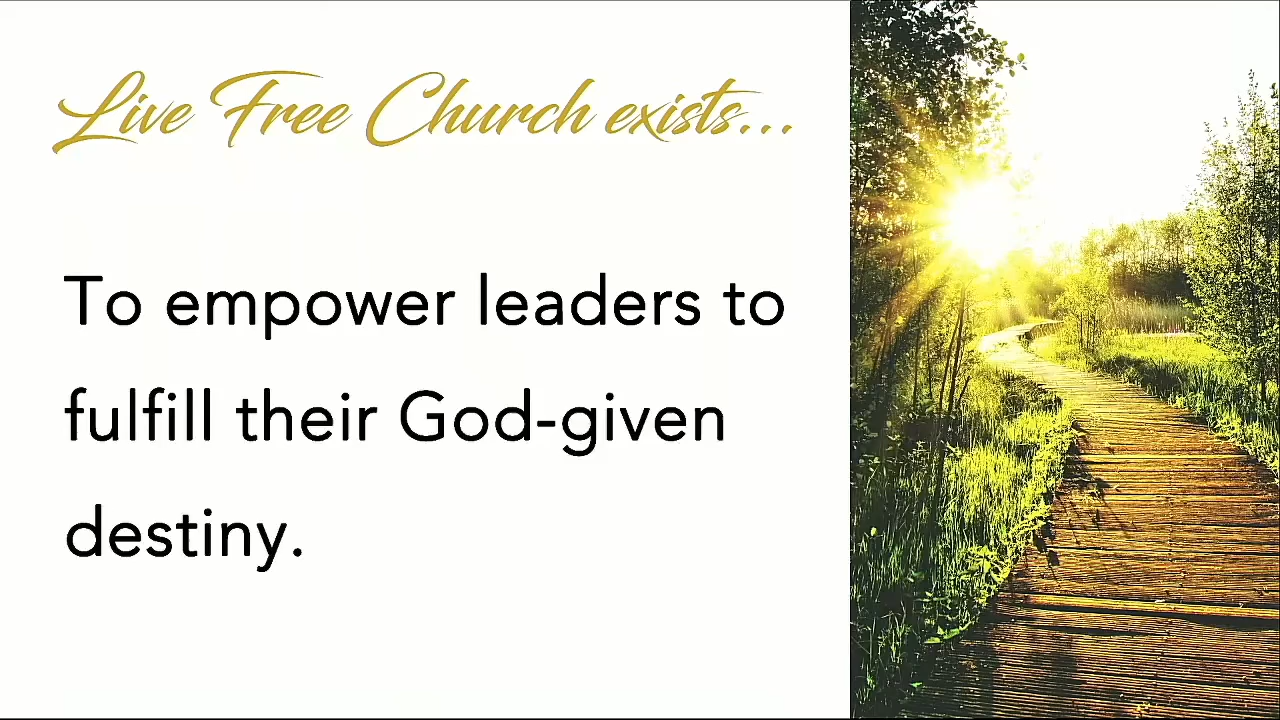 Live Free Church exists...
To empower leaders to
fulfill their God-given
destiny.